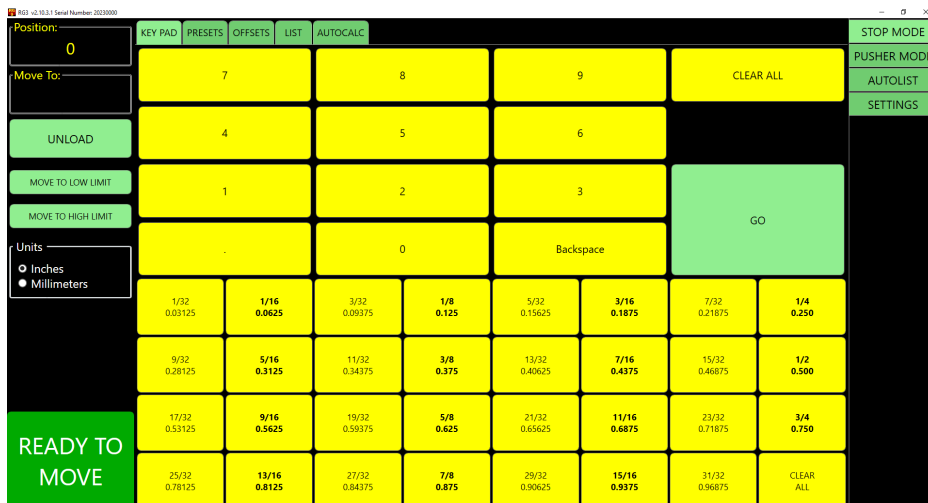 RG3 v2.10.3.1 Serial Number: 20230000
Position:
0
Move To:
UNLOAD
MOVE TO LOW LIMIT
MOVE TO HIGH LIMIT
Units
Inches
Millimeters
READY TO
MOVE
KEY PAD PRESETS OFFSETS LIST AUTOCALC
7 8 9 CLEAR ALL
4 5 6
1 2 3
GO
. 0 Backspace
1/32 1/16 3/32 1/8 5/32 3/16 7/32 1/4
0.03125 0.0625 0.09375 0.125 0.15625 0.1875 0.21875 0.250
9/32 5/16 11/32 3/8 13/32 7/16 15/32 1/2
0.28125 0.3125 0.34375 0.375 0.40625 0.4375 0.46875 0.500
17/32 9/16 19/32 5/8 21/32 11/16 23/32 3/4
0.53125 0.5625 0.59375 0.625 0.65625 0.6875 0.71875 0.750
25/32 13/16 27/32 7/8 29/32 15/16 31/32 CLEAR
0.78125 0.8125 0.84375 0.875 0.90625 0.9375 0.96875 ALL
STOP MODE
PUSHER MOD
AUTOLIST
SETTINGS